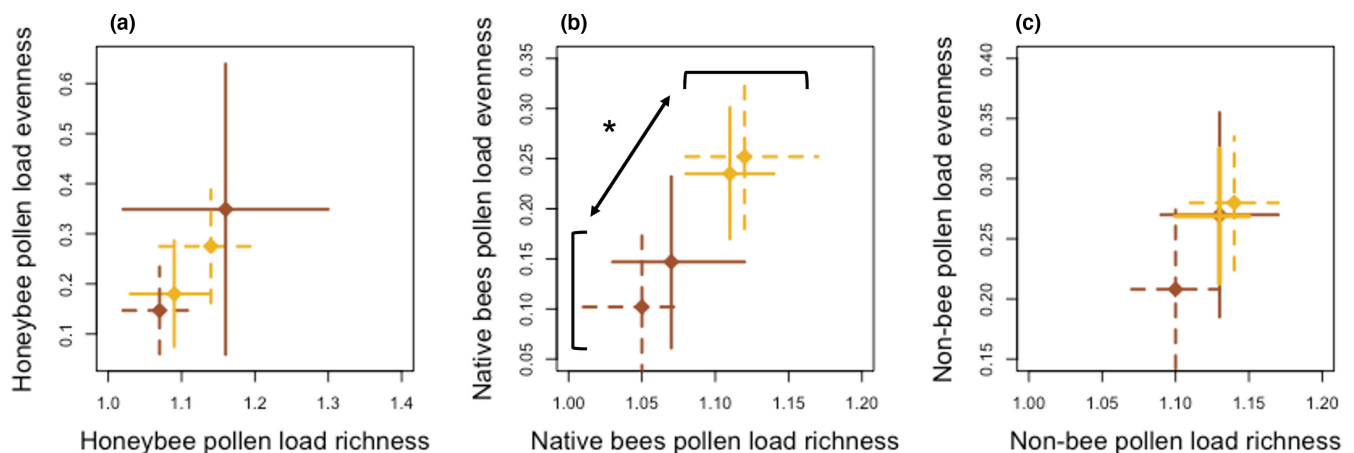 (a)
Honeybee pollen load evenness
0.6
0.5
0.4
0.3
0.2
0.1
1.0 1.1 1.2 1.3 1.4
Honeybee pollen load richness
(b)
Native bees pollen load evenness
0.35
0.30
0.25
0.20
0.15
0.10
0.05
*
1.00 1.05 1.10 1.15 1.20
Native bees pollen load richness
(c)
Non-bee pollen load evenness
0.40
0.35
0.30
0.25
0.20
0.15
1.00 1.05 1.10 1.15 1.20
Non-bee pollen load richness